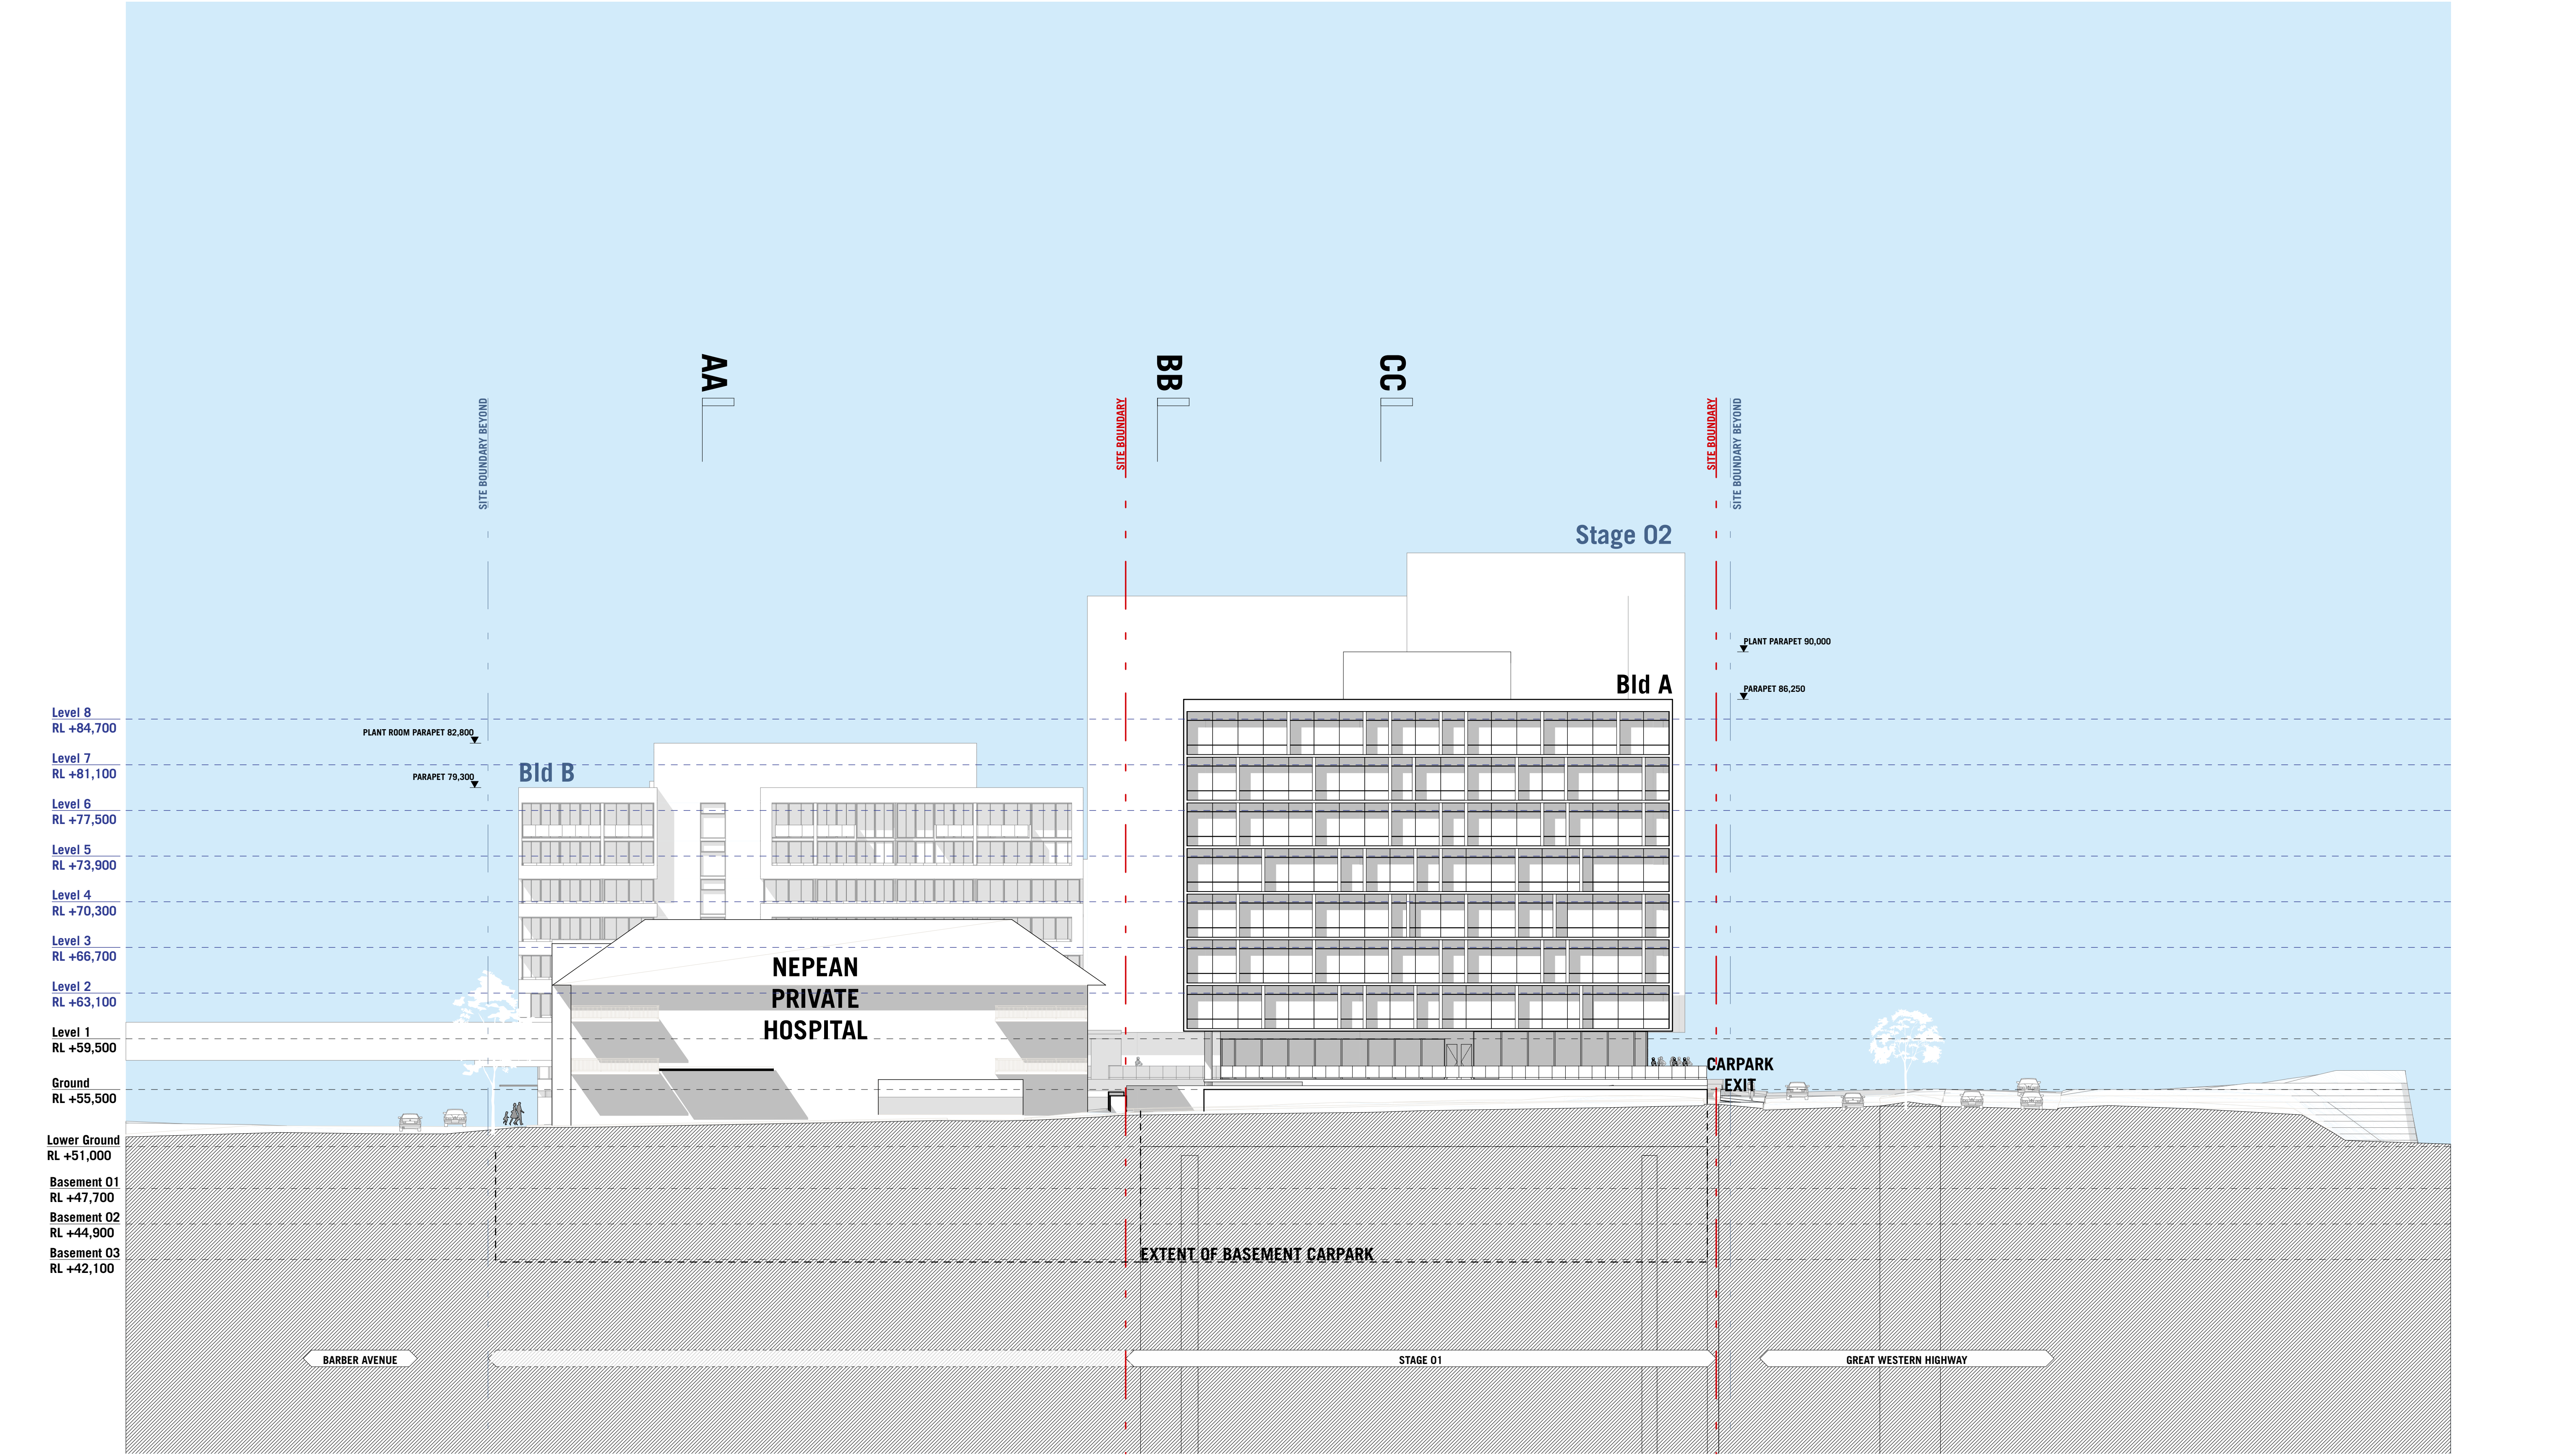 AA
BB
CC
SITE BOUNDARY BEYOND
SITE BOUNDARY
SITE BOUNDARY
SITE BOUNDARY BEYOND
Stage 02
PLANT PARAPET 90,000
Bld A
PARAPET 86,250
PLANT ROOM PARAPET 82,800
Bld B
PARAPET 79,300
Level 8
RL +84,700
Level 7
RL +81,100
Level 6
RL +77,500
Level 5
RL +73,900
Level 4
RL +70,300
Level 3
RL +66,700
Level 2
RL +63,100
Level 1
RL +59,500
Ground
RL +55,500
Lower Ground
RL +51,000
Basement 01
RL +47,700
Basement 02
RL +44,900
Basement 03
RL +42,100
NEPEAN
PRIVATE
HOSPITAL
CARPARK
EXIT
EXTENT OF BASEMENT CARPARK
BARBER AVENUE
STAGE 01
GREAT WESTERN HIGHWAY